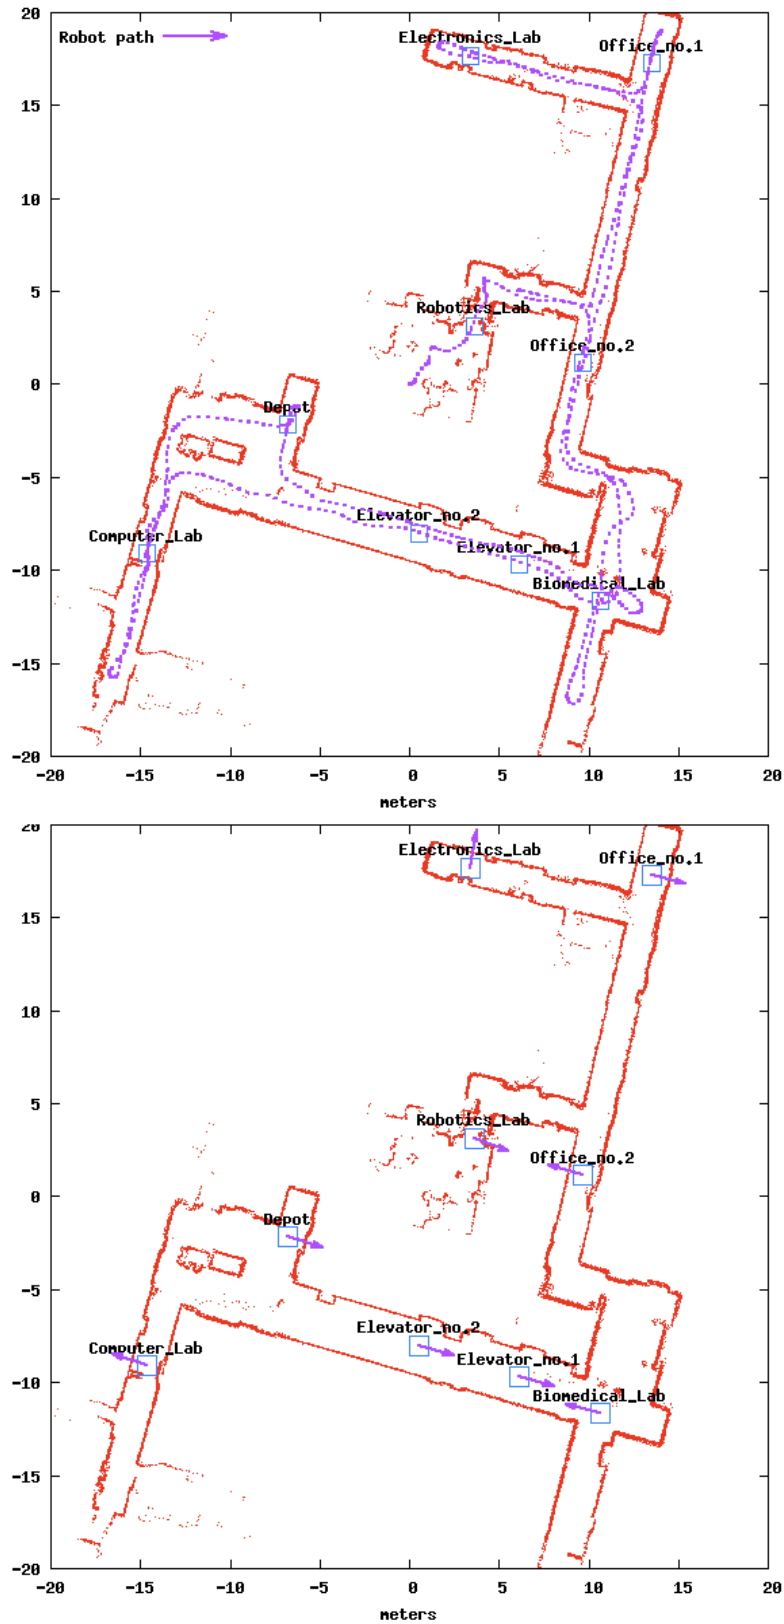 Robot path
Electronics_Lab
Office_no.1
Robotics_Lab
Office_no.2
Depot
Elevator_no.2
Computer_Lab
Elevator_no.1
Biomedical_Lab
20
15
10
5
0
-5
-10
-15
-20
-20 -15 -10 -5 0 5 10 15 20
meters
Electronics_Lab
Office_no.1
Robotics_Lab
Office_no.2
Depot
Elevator_no.2
Computer_Lab
Elevator_no.1
Biomedical_Lab
20
15
10
5
0
-5
-10
-15
-20
-20 -15 -10 -5 0 5 10 15 20
meters